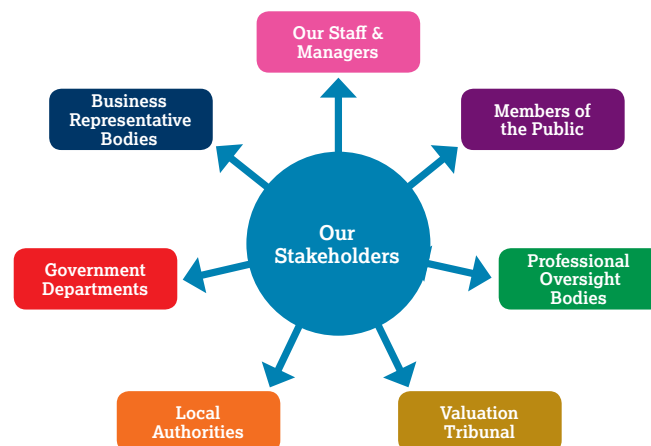 Our Staff &
Managers
Business
Representative
Bodies
Members of
the Public
Our
Stakeholders
Government
Departments
Professional
Oversight
Bodies
Local
Authorities
Valuation
Tribunal